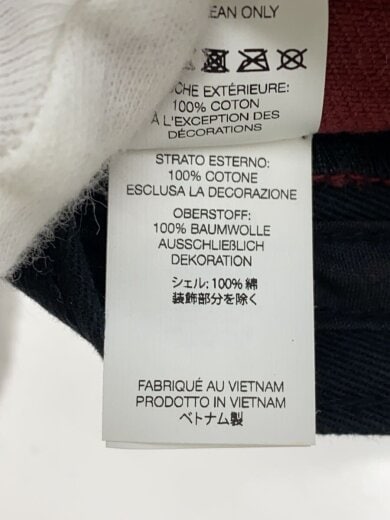 EAN ONLY
CHE EXTÉRIEURE:
100% COTON
À L'EXCEPTION DES
DÉCORATIONS
STRATO ESTERNO:
100% COTONE
ESCLUSA LA DECORAZIONE
OBERSTOFF:
100% BAUMWOLLE
AUSSCHLIEßLICH
DEKORATION
シェル: 100% 綿
装飾部分を除く
FABRIQUÉ AU VIETNAM
PRODOTTO IN VIETNAM
ベトナム製